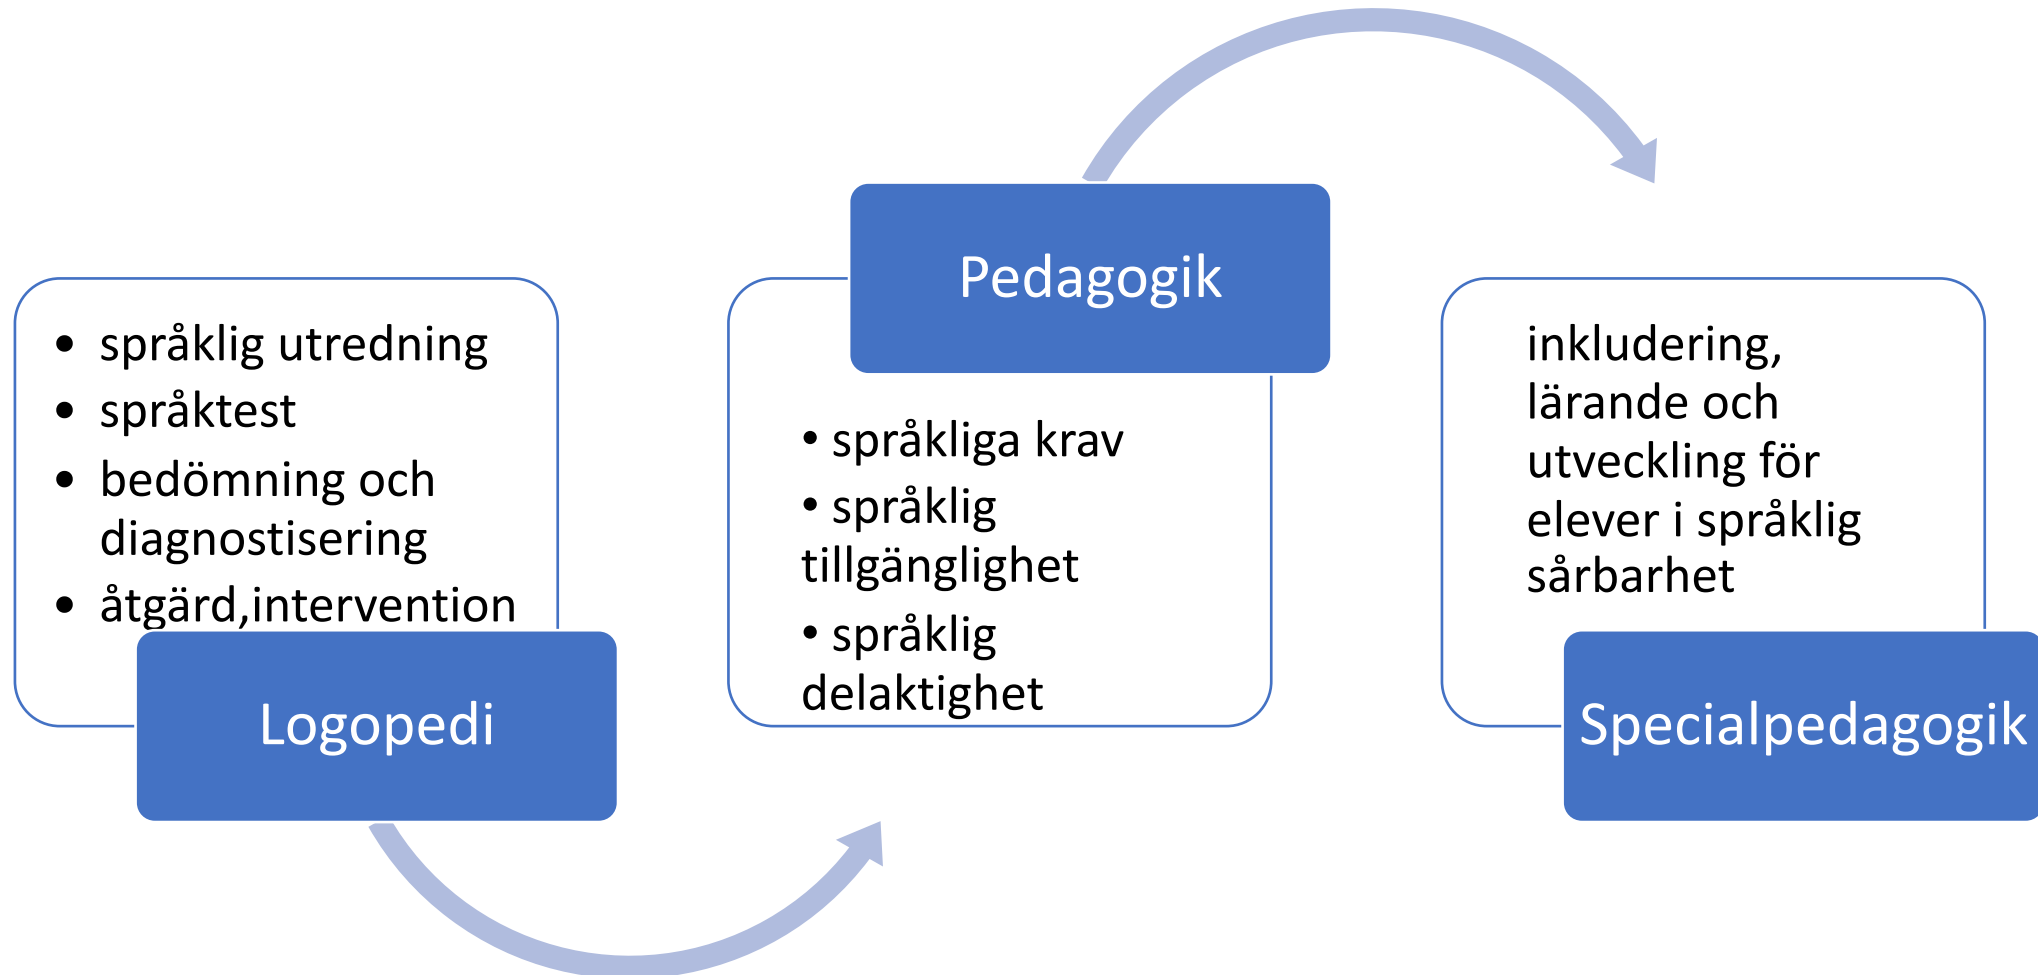 • språklig utredning
• språktest
• bedömning och
diagnostisering
• åtgärd,intervention
Logopedi
Pedagogik
• språkliga krav
• språklig
tillgänglighet
• språklig
delaktighet
inkludering,
lärande och
utveckling för
elever i språklig
sårbarhet
Specialpedagogik